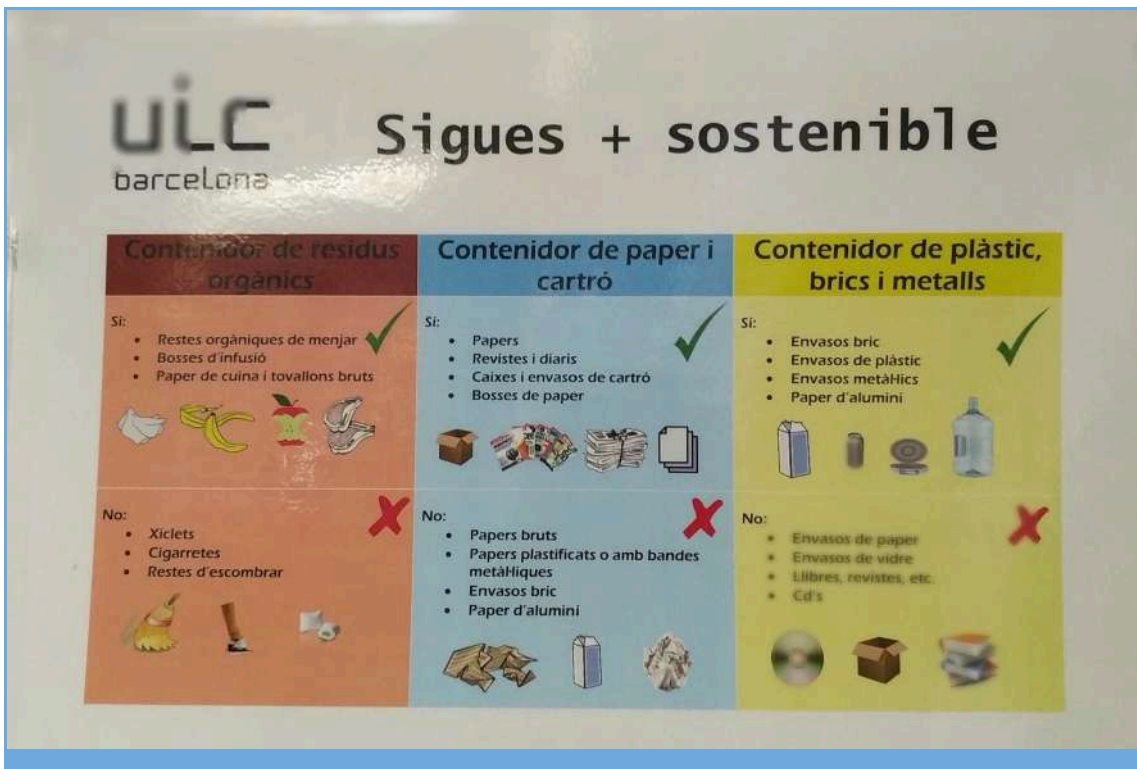 uic
barcelona
Sigues + sostenible
Contenidor de residus
orgànics
Sí:
• Restes orgàniques de menjar
• Bosses d'infusió
• Paper de cuina i tovallons bruts
No:
• Xiclets
• Cigarretes
• Restes d'escombrar
Contenidor de paper i
cartró
Sí:
• Papers
• Revistes i diaris
• Caixes i envasos de cartró
• Bosses de paper
No:
• Papers bruts
• Papers plastificats o amb bandes
metàl·liques
• Envasos bric
• Paper d'alumini
Contenidor de plàstic,
brics i metalls
Sí:
• Envasos bric
• Envasos de plàstic
• Envasos metàl·lics
• Paper d'alumini
No:
• Envasos de paper
• Envasos de vidre
• Llibres, revistes, etc.
• Cd's